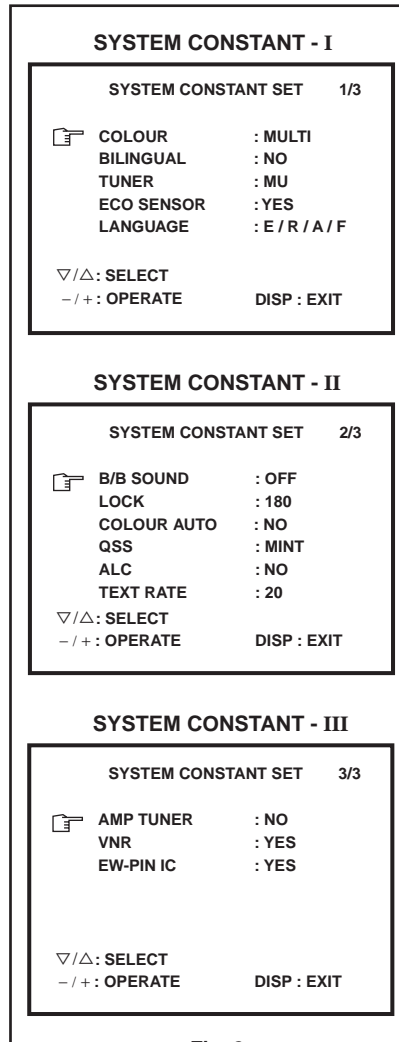 SYSTEM CONSTANT - I
SYSTEM CONSTANT SET 1/3
COLOUR : MULTI
BILINGUAL : NO
TUNER : MU
ECO SENSOR : YES
LANGUAGE : E / R / A / F
▽/△: SELECT
− / + : OPERATE DISP : EXIT
SYSTEM CONSTANT - II
SYSTEM CONSTANT SET 2/3
B/B SOUND : OFF
LOCK : 180
COLOUR AUTO : NO
QSS : MINT
ALC : NO
TEXT RATE : 20
▽/△: SELECT
− / + : OPERATE DISP : EXIT
SYSTEM CONSTANT - III
SYSTEM CONSTANT SET 3/3
AMP TUNER : NO
VNR : YES
EW-PIN IC : YES
▽/△: SELECT
− / + : OPERATE DISP : EXIT